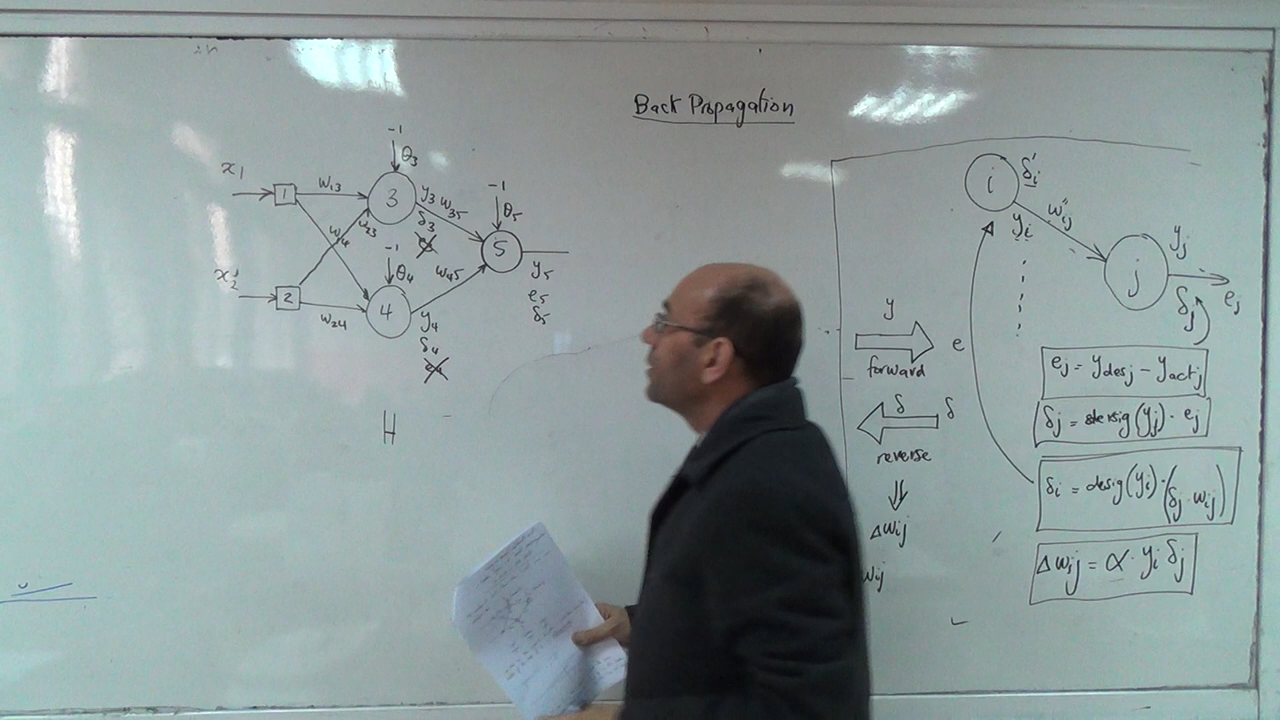 Back Propagation
-1
θ3
x1
1
w13
3
y3
w35
δ3
w14
w23
-1
θ5
5
y5
e5
δ5
-1
θ4
w45
x2
2
w24
4
y4
δ4
H
i
δi
yi
wij
j
yj
δj
ej
y
forward
e
δ
δ
reverse
Δwij
wij
ej = ydesj - yactj
δj = dersig(yj) · ej
δi = desig(yi) · (δj · wij)
Δwij = α · yi δj